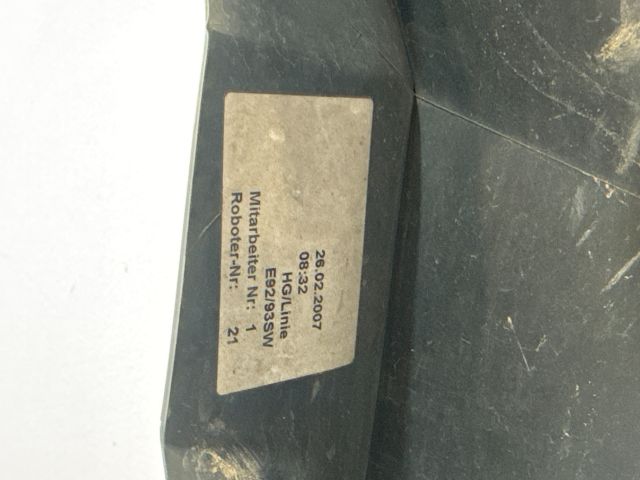 26.02.2007
08:32
HG/Linie
E92/93SW
Mitarbeiter Nr: 1
Roboter-Nr: 21